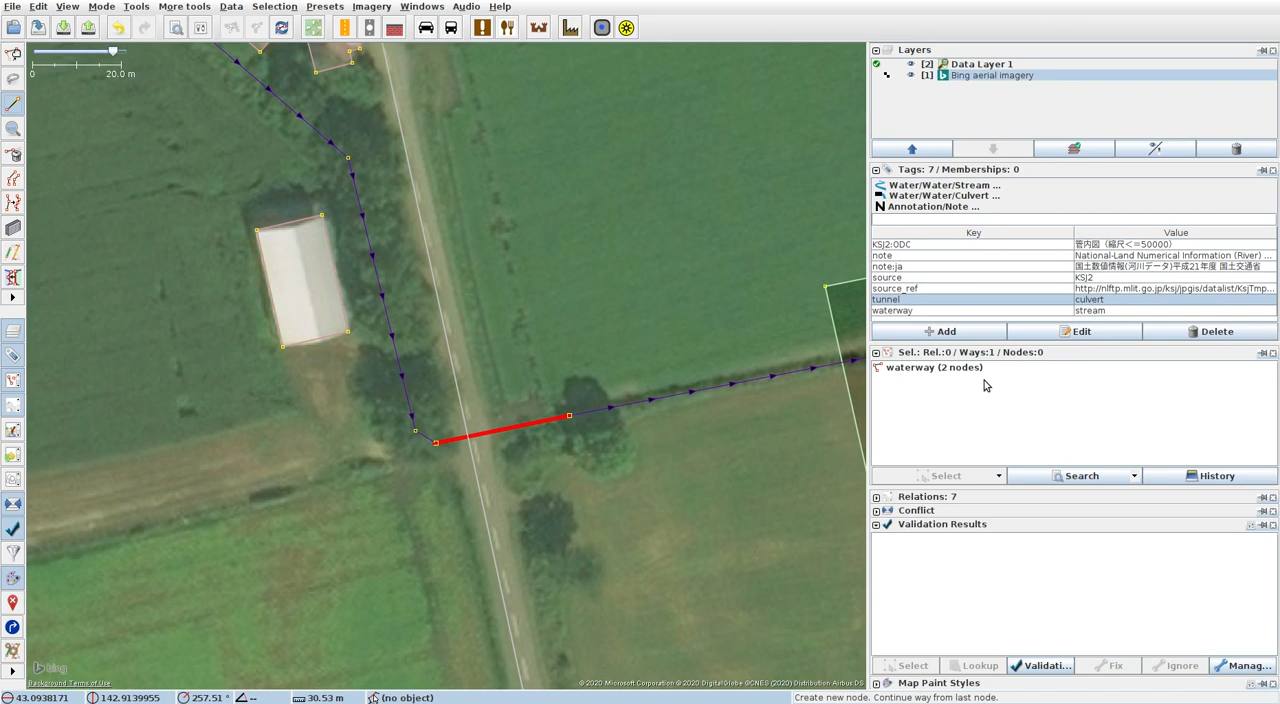 File Edit View Mode Tools More tools Data Selection Presets Imagery Windows Audio Help
0 20.0 m
Layers
[2] Data Layer 1
[1] Bing aerial imagery
Tags: 7 / Memberships: 0
Water/Water/Stream ...
Water/Water/Culvert ...
Annotation/Note ...
Key Value
KSJ2:ODC 管内図（縮尺<=50000）
note National-Land Numerical Information (River) ...
note:ja 国土数値情報(河川データ)平成21年度 国土交通省
source KSJ2
source_ref http://nlftp.mlit.go.jp/ksj/jpgis/datalist/KsjTmp...
tunnel culvert
waterway stream
Add Edit Delete
Sel.: Rel.:0 / Ways:1 / Nodes:0
waterway (2 nodes)
Select Search History
Relations: 7
Conflict
Validation Results
Select Lookup Validati... Fix Ignore Manag...
Map Paint Styles
bing
Background Terms of Use
© 2020 Microsoft Corporation © 2020 DigitalGlobe ©CNES (2020) Distribution Airbus DS
43.0938171 142.9139955 257.51 ° -- 30.53 m (no object) Create new node. Continue way from last node.